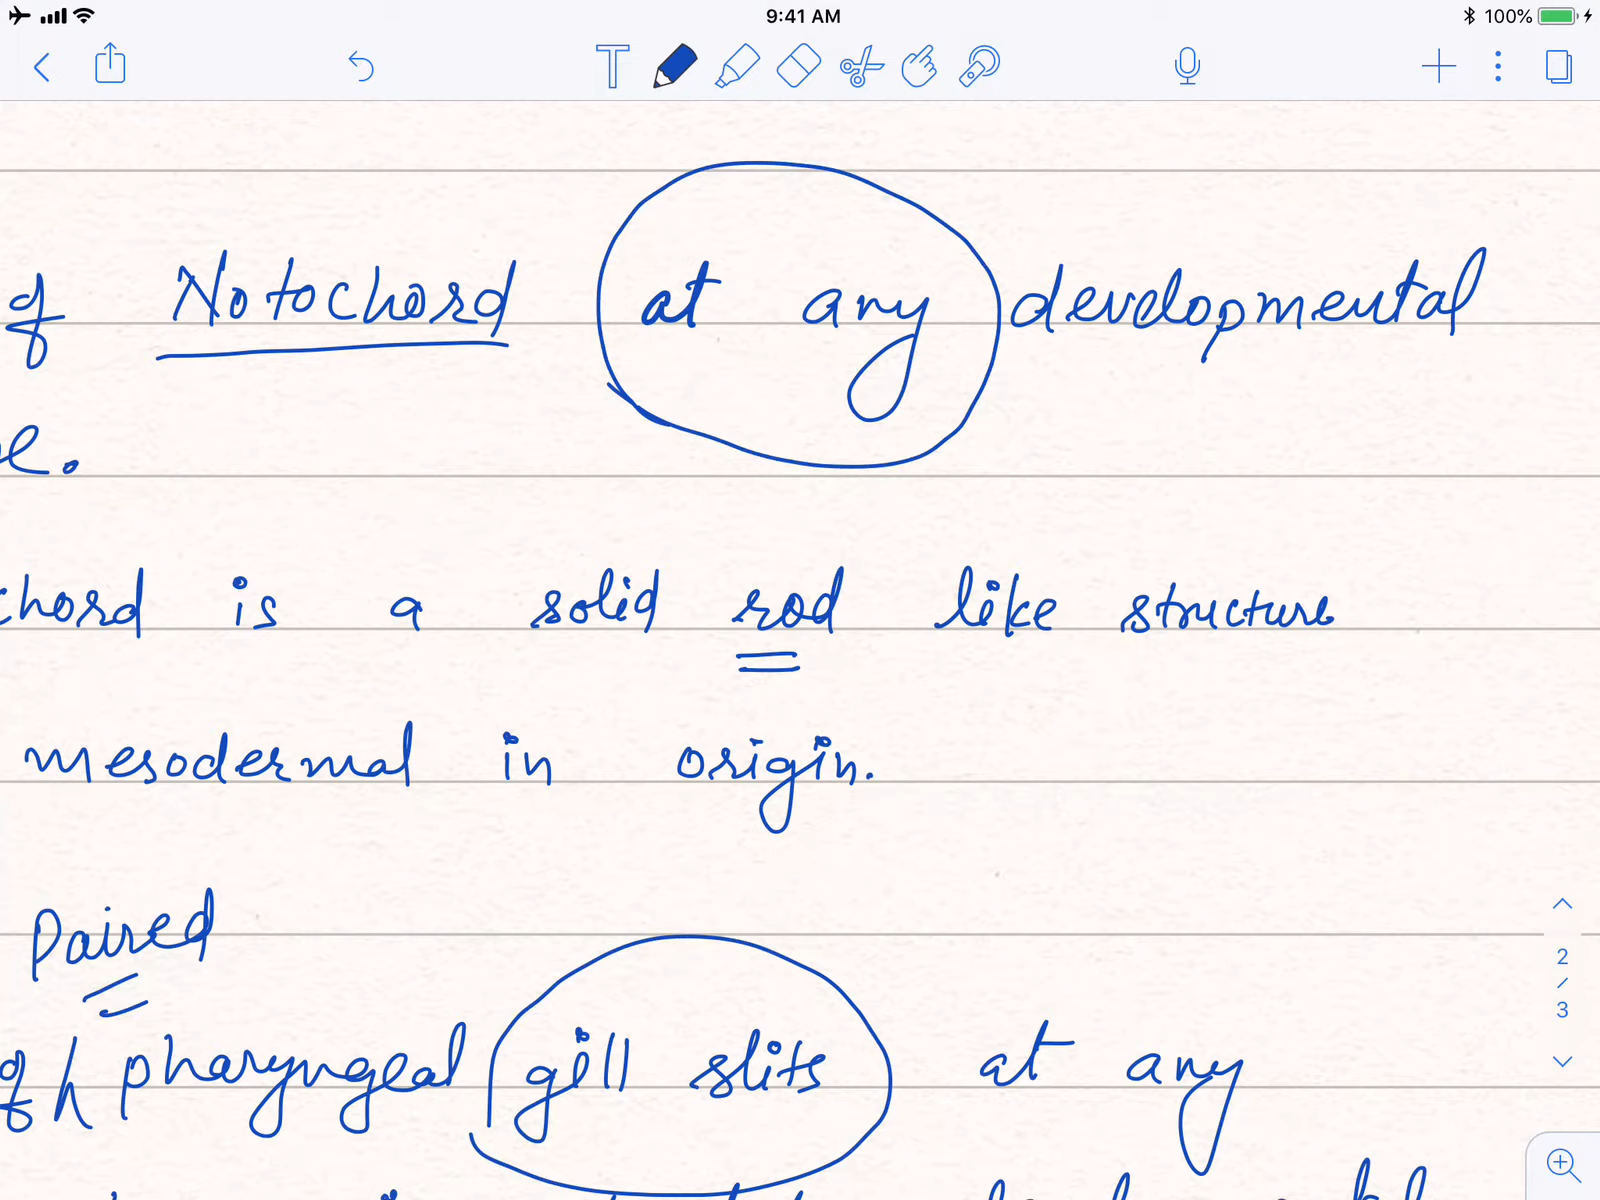 9:41 AM
100%
of Notochord at any developmental
e.
chord is a solid rod like structure
mesodermal in origin.
Paired
of pharyngeal gill slits at any
2
/
3